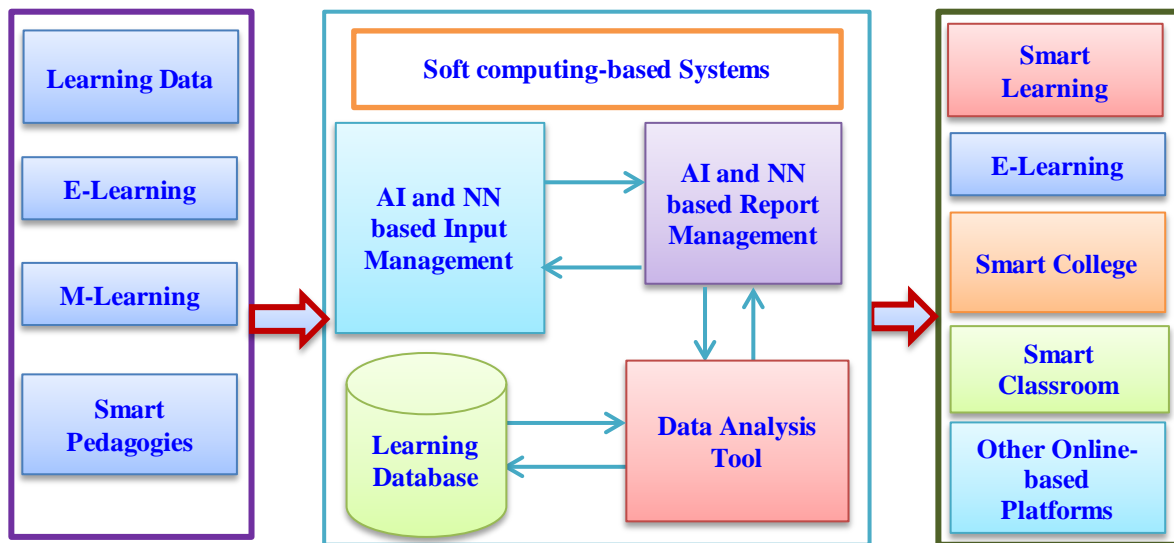 Learning Data
E-Learning
M-Learning
Smart
Pedagogies
Soft computing-based Systems
AI and NN
based Input
Management
AI and NN
based Report
Management
Learning
Database
Data Analysis
Tool
Smart
Learning
E-Learning
Smart College
Smart
Classroom
Other Online-
based
Platforms